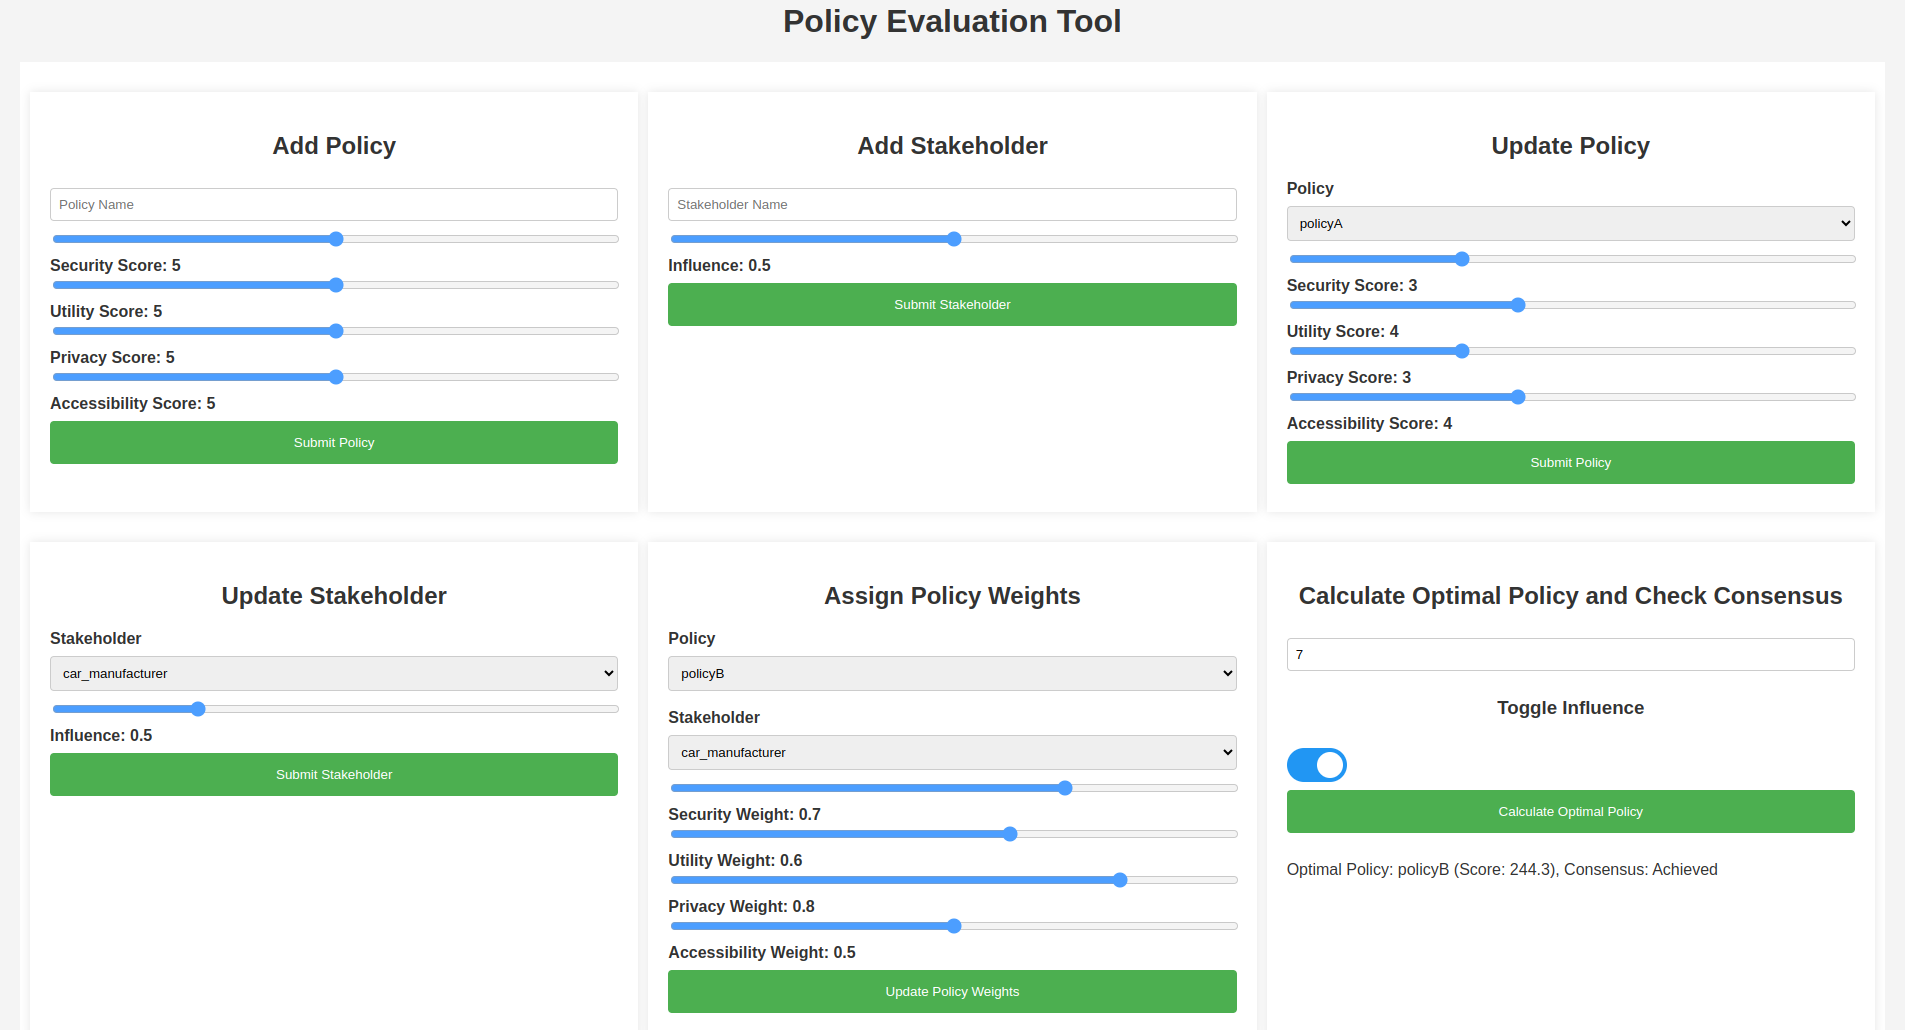 Policy Evaluation Tool
Add Policy
Policy Name
Security Score: 5
Utility Score: 5
Privacy Score: 5
Accessibility Score: 5
Submit Policy
Add Stakeholder
Stakeholder Name
Influence: 0.5
Submit Stakeholder
Update Policy
Policy
policyA
Security Score: 3
Utility Score: 4
Privacy Score: 3
Accessibility Score: 4
Submit Policy
Update Stakeholder
Stakeholder
car_manufacturer
Influence: 0.5
Submit Stakeholder
Assign Policy Weights
Policy
policyB
Stakeholder
car_manufacturer
Security Weight: 0.7
Utility Weight: 0.6
Privacy Weight: 0.8
Accessibility Weight: 0.5
Update Policy Weights
Calculate Optimal Policy and Check Consensus
7
Toggle Influence
Calculate Optimal Policy
Optimal Policy: policyB (Score: 244.3), Consensus: Achieved